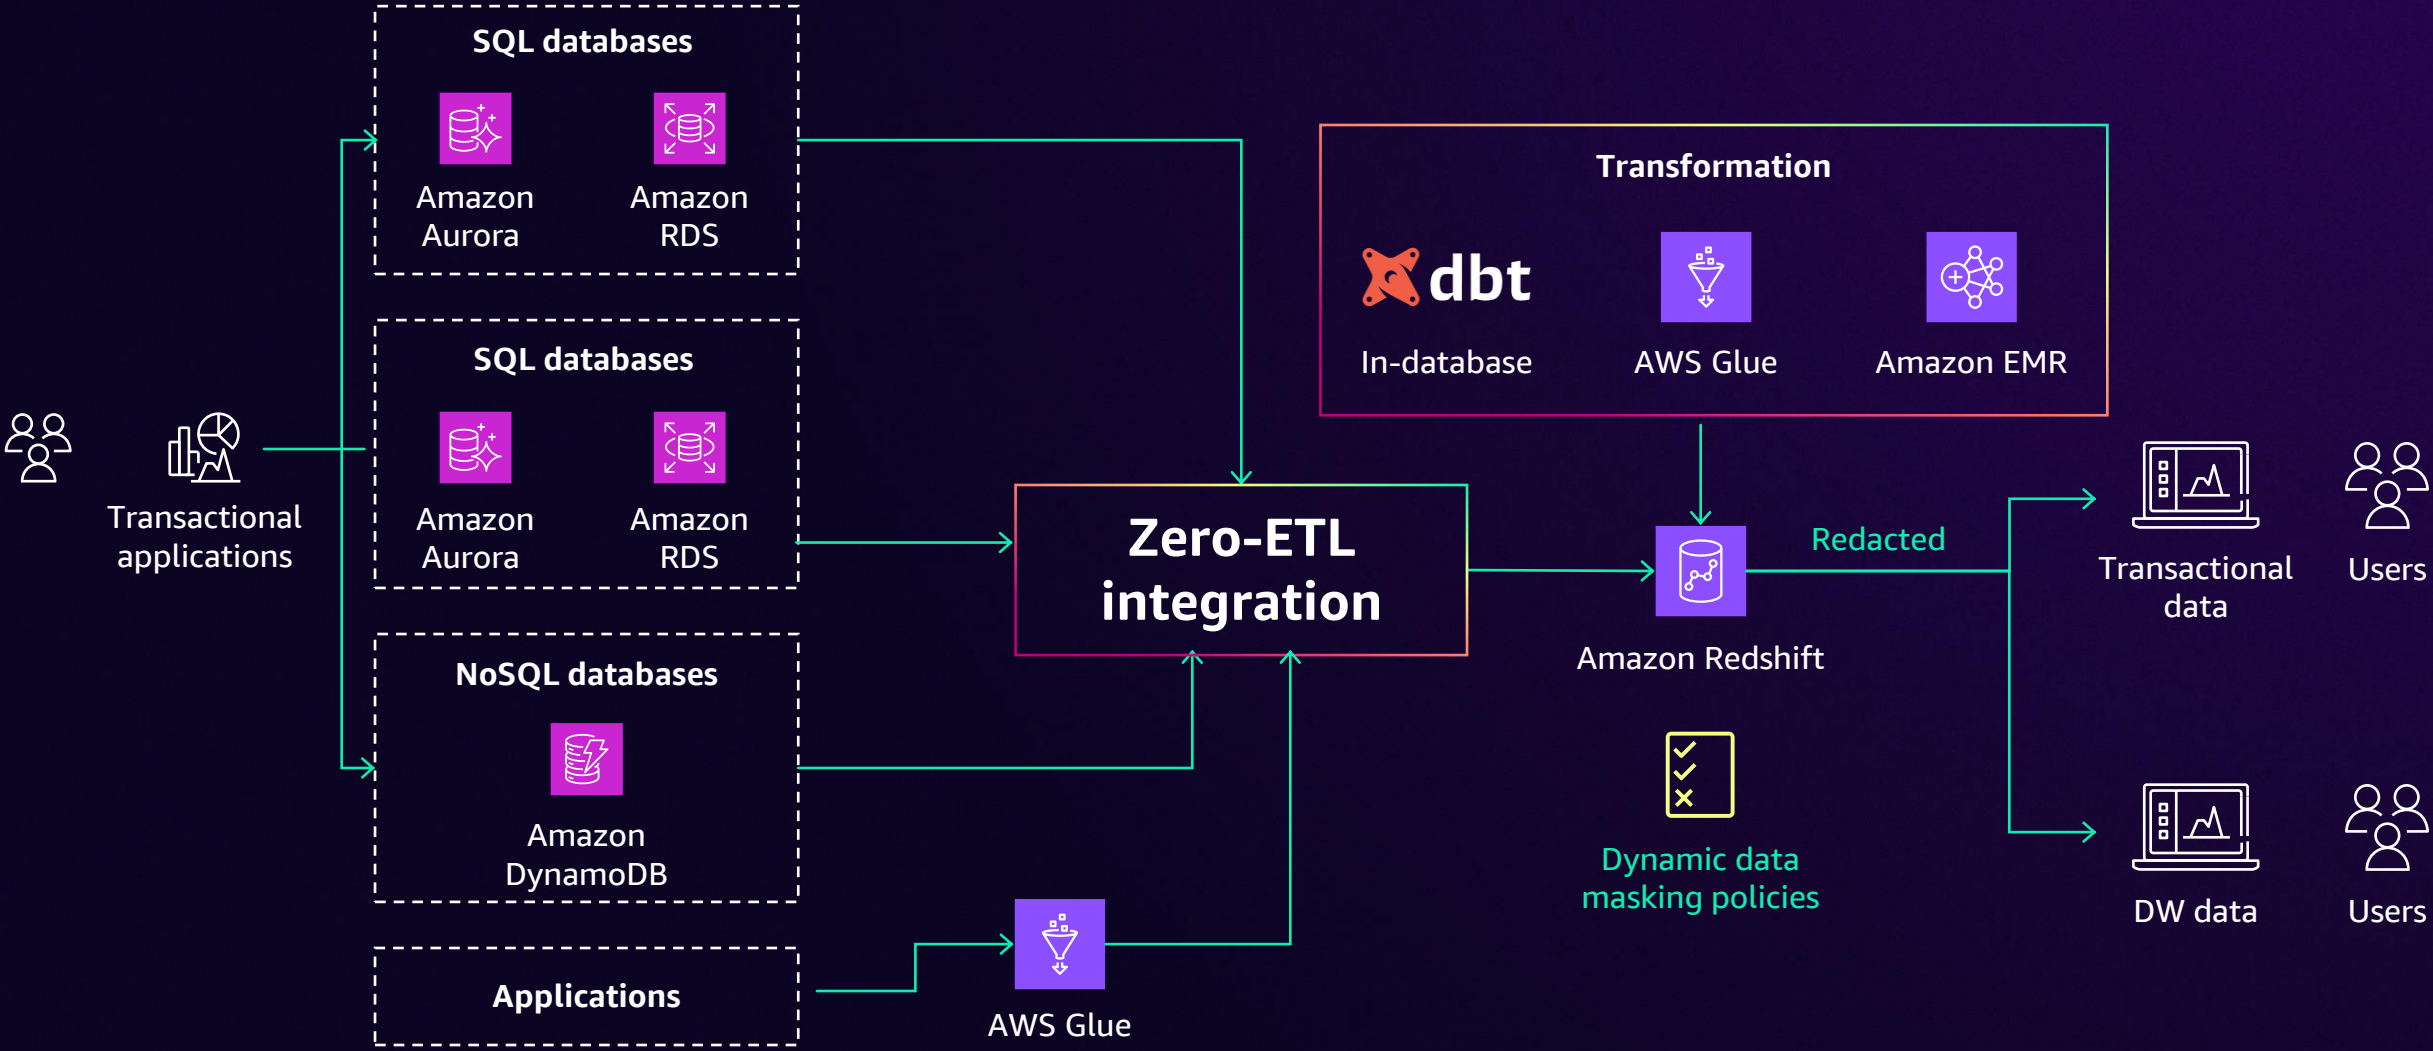 SQL databases
Amazon
Aurora
Amazon
RDS
SQL databases
Amazon
Aurora
Amazon
RDS
Transactional
applications
NoSQL databases
Amazon
DynamoDB
Applications
AWS Glue
Zero-ETL
integration
Transformation
dbt
In-database
AWS Glue
Amazon EMR
Amazon Redshift
Redacted
Dynamic data
masking policies
Transactional
data
Users
DW data
Users